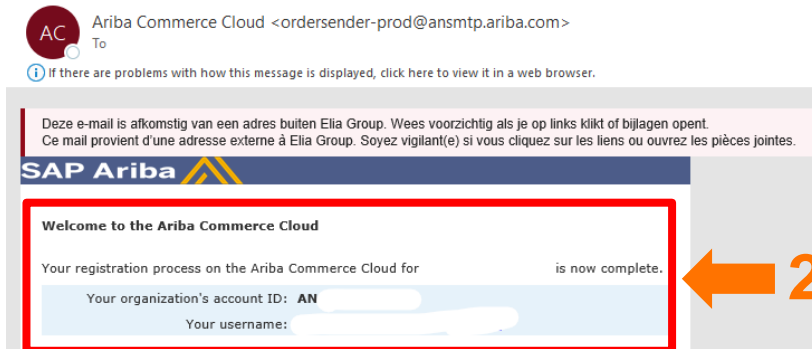 AC
Ariba Commerce Cloud <ordersender-prod@ansmtp.ariba.com>
To
If there are problems with how this message is displayed, click here to view it in a web browser.
Deze e-mail is afkomstig van een adres buiten Elia Group. Wees voorzichtig als je op links klikt of bijlagen opent.
Ce mail provient d'une adresse externe à Elia Group. Soyez vigilant(e) si vous cliquez sur les liens ou ouvrez les pièces jointes.
SAP Ariba
Welcome to the Ariba Commerce Cloud
Your registration process on the Ariba Commerce Cloud for is now complete.
2
Your organization's account ID: AN
Your username: